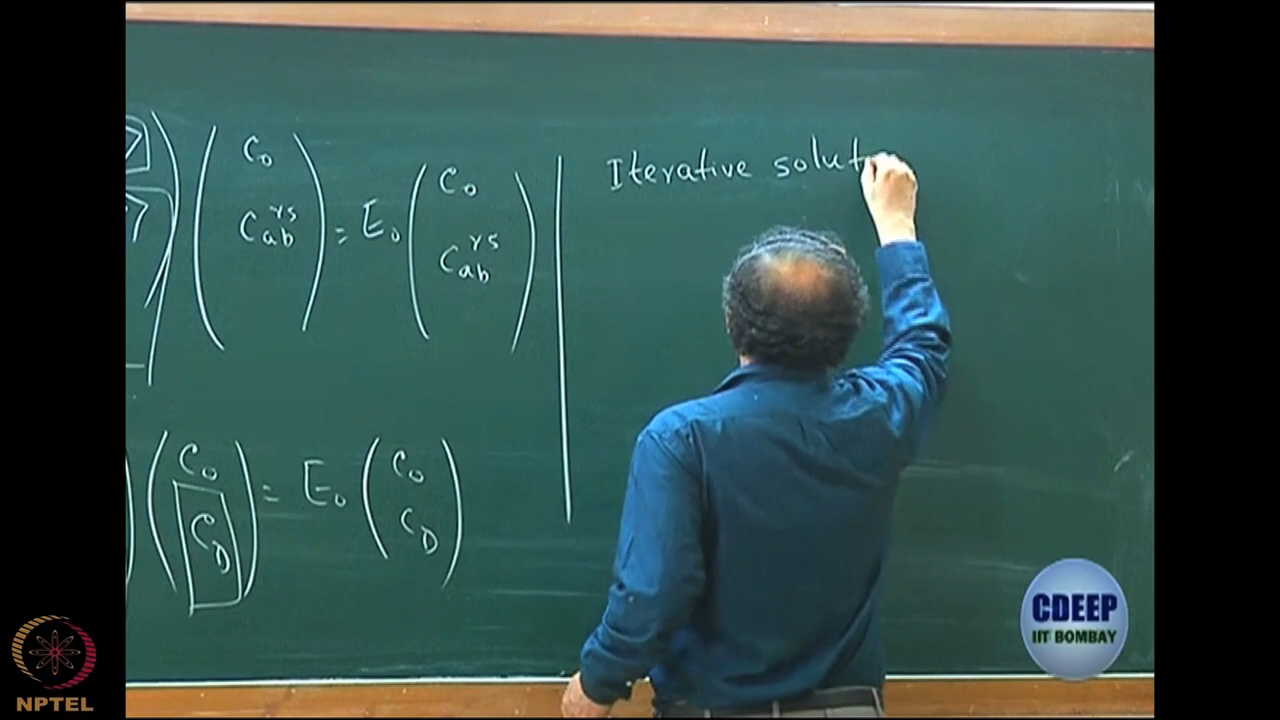 C₀ C₀
C_ab^rs = E₀ C_ab^rs
C₀ = E₀ C₀
C_D C_D
Iterative solut
CDEEP
IIT BOMBAY
NPTEL